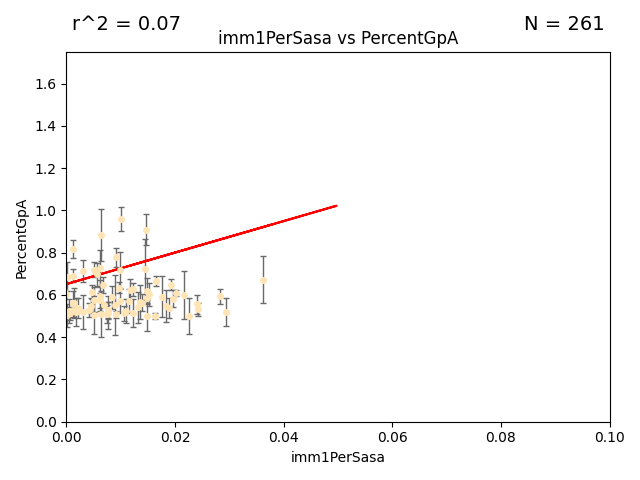 r^2 = 0.07
N = 261
imm1PerSasa vs PercentGpA
PercentGpA
1.6
1.4
1.2
1.0
0.8
0.6
0.4
0.2
0.0
0.00 0.02 0.04 0.06 0.08 0.10
imm1PerSasa